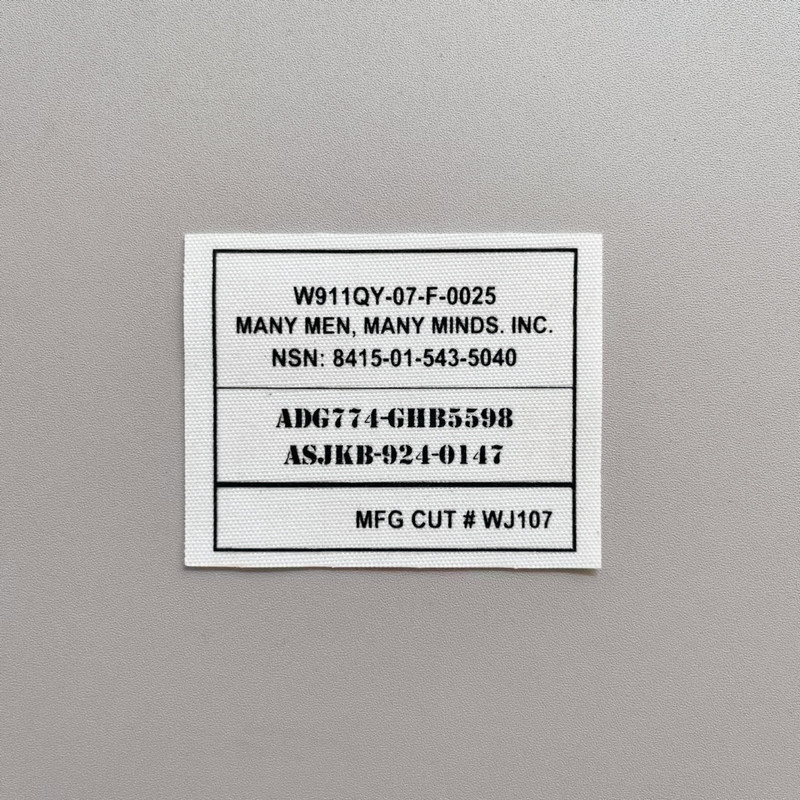 W911QY-07-F-0025
MANY MEN, MANY MINDS. INC.
NSN: 8415-01-543-5040
ADG774-GHB5598
ASJKB-924-0147
MFG CUT # WJ107